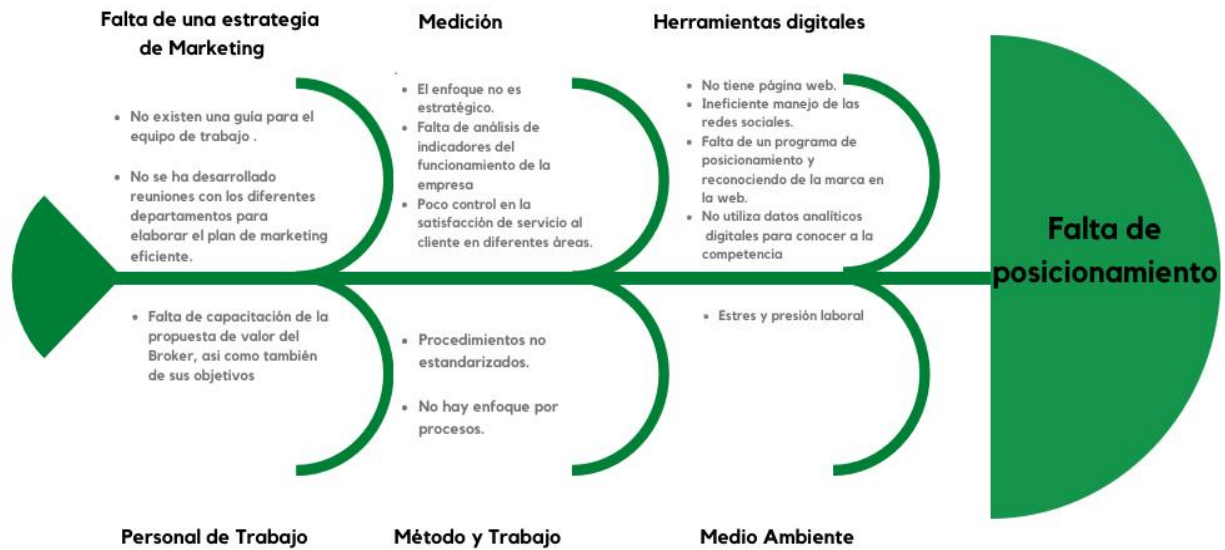 Falta de una estrategia
de Marketing
• No existen una guía para el
equipo de trabajo .
• No se ha desarrollado
reuniones con los diferentes
departamentos para
elaborar el plan de marketing
eficiente.
Medición
• El enfoque no es
estratégico.
• Falta de análisis de
indicadores del
funcionamiento de la
empresa
• Poco control en la
satisfacción de servicio al
cliente en diferentes áreas.
Herramientas digitales
• No tiene página web.
• Ineficiente manejo de las
redes sociales.
• Falta de un programa de
posicionamiento y
reconociendo de la marca en
la web.
• No utiliza datos analíticos
digitales para conocer a la
competencia
Falta de
posicionamiento
• Falta de capacitación de la
propuesta de valor del
Broker, asi como también
de sus objetivos
Personal de Trabajo
• Procedimientos no
estandarizados.
• No hay enfoque por
procesos.
Método y Trabajo
• Estres y presión laboral
Medio Ambiente